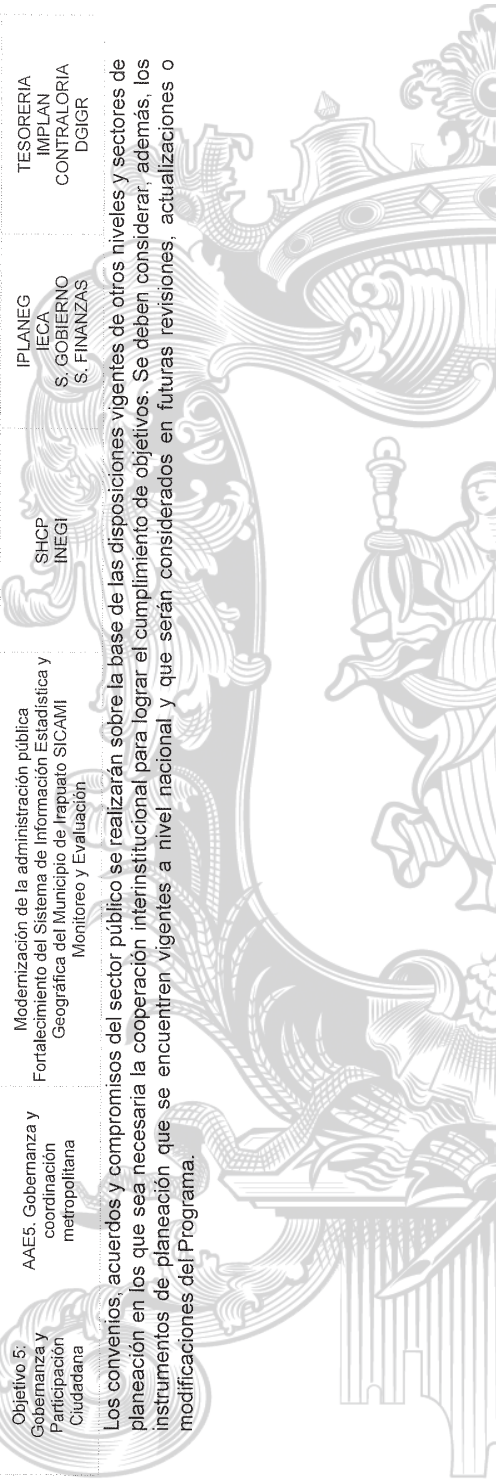 Objetivo 5:
Gobernanza y
Participación
Ciudadana
AAE5. Gobernanza y
coordinación
metropolitana
Modernización de la administración pública
Fortalecimiento del Sistema de Información Estadística y
Geográfica del Municipio de Irapuato SICAMI
Monitoreo y Evaluación
SHCP
INEGI
IPLANEG
IECA
S. GOBIERNO
S. FINANZAS
TESORERIA
IMPLAN
CONTRALORIA
DGIGR
Los convenios, acuerdos y compromisos del sector público se realizarán sobre la base de las disposiciones vigentes de otros niveles y sectores de
planeación en los que sea necesaria la cooperación interinstitucional para lograr el cumplimiento de objetivos. Se deben considerar, además, los
instrumentos de planeación que se encuentren vigentes a nivel nacional y que serán considerados en futuras revisiones, actualizaciones o
modificaciones del Programa.